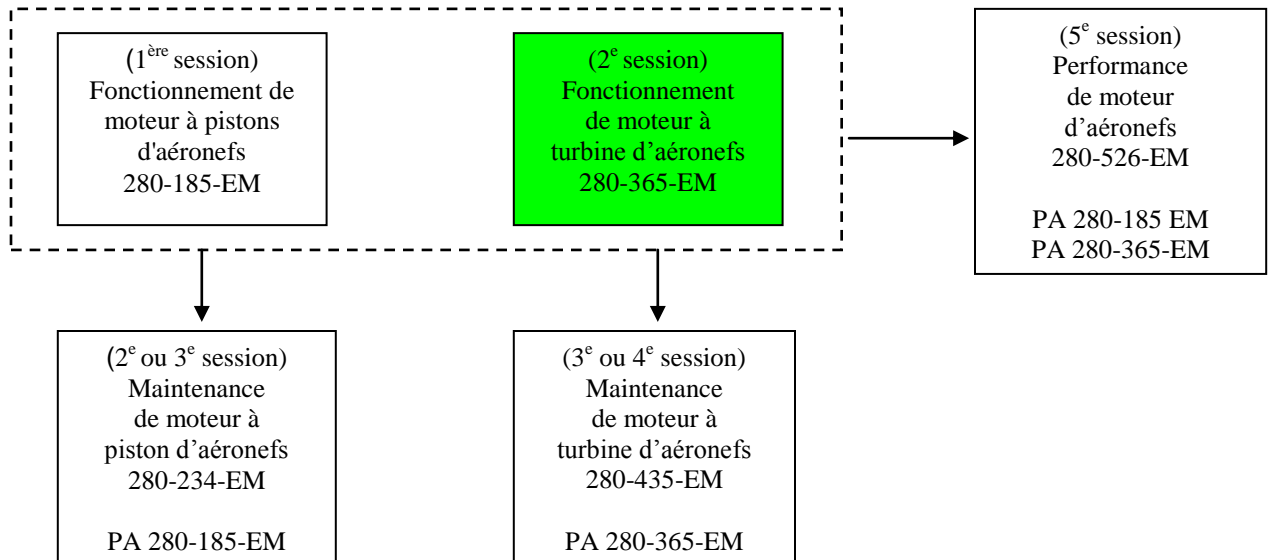 (1ère session)
Fonctionnement de
moteur à pistons
d'aéronefs
280-185-EM
(2e session)
Fonctionnement
de moteur à
turbine d’aéronefs
280-365-EM
(5e session)
Performance
de moteur
d’aéronefs
280-526-EM
PA 280-185 EM
PA 280-365-EM
(2e ou 3e session)
Maintenance
de moteur à
piston d’aéronefs
280-234-EM
PA 280-185-EM
(3e ou 4e session)
Maintenance
de moteur à
turbine d’aéronefs
280-435-EM
PA 280-365-EM